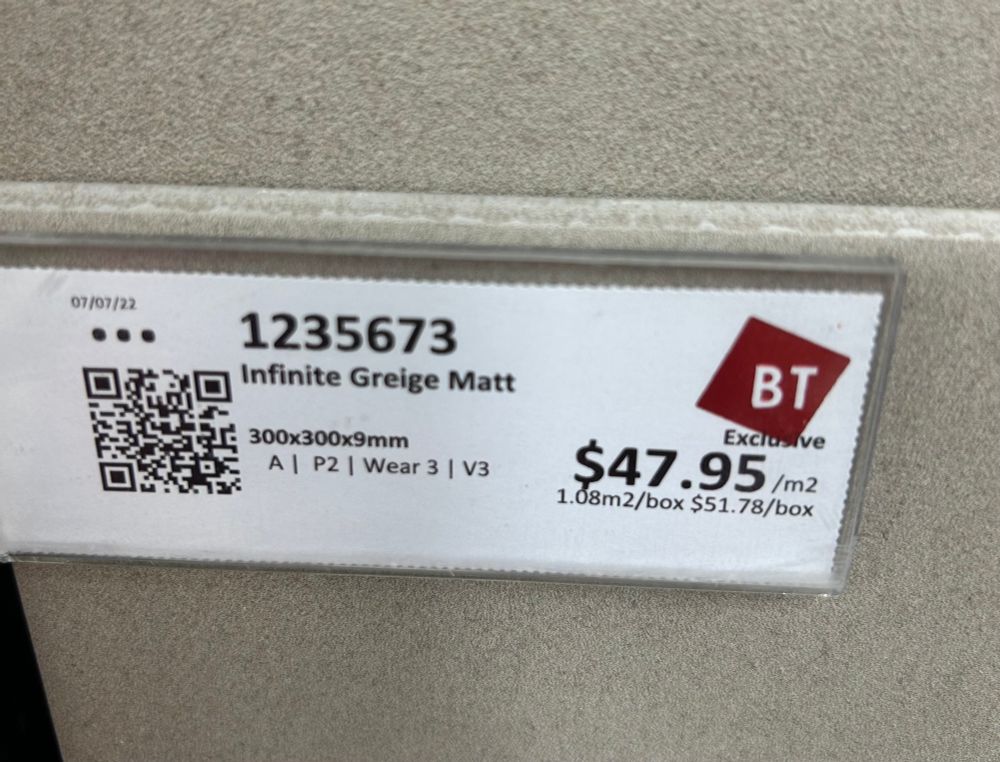 07/07/22
1235673
Infinite Greige Matt
300x300x9mm
A | P2 | Wear 3 | V3
BT
Exclusive
$47.95 /m2
1.08m2/box $51.78/box